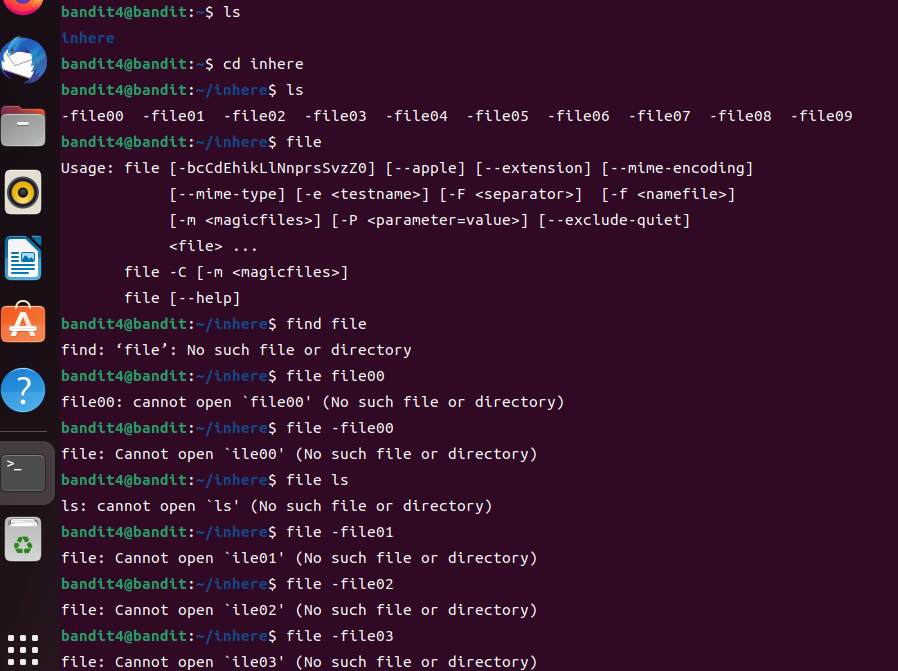 bandit4@bandit:~$ ls
inhere
bandit4@bandit:~$ cd inhere
bandit4@bandit:~/inhere$ ls
-file00  -file01  -file02  -file03  -file04  -file05  -file06  -file07  -file08  -file09
bandit4@bandit:~/inhere$ file
Usage: file [-bcCdEhikLlNnprsSvzZ0] [--apple] [--extension] [--mime-encoding]
            [--mime-type] [-e <testname>] [-F <separator>]  [-f <namefile>]
            [-m <magicfiles>] [-P <parameter=value>] [--exclude-quiet]
            <file> ...
       file -C [-m <magicfiles>]
       file [--help]
bandit4@bandit:~/inhere$ find file
find: ‘file’: No such file or directory
bandit4@bandit:~/inhere$ file file00
file00: cannot open `file00' (No such file or directory)
bandit4@bandit:~/inhere$ file -file00
file: Cannot open `ile00' (No such file or directory)
bandit4@bandit:~/inhere$ file ls
ls: cannot open `ls' (No such file or directory)
bandit4@bandit:~/inhere$ file -file01
file: Cannot open `ile01' (No such file or directory)
bandit4@bandit:~/inhere$ file -file02
file: Cannot open `ile02' (No such file or directory)
bandit4@bandit:~/inhere$ file -file03
file: Cannot open `ile03' (No such file or directory)